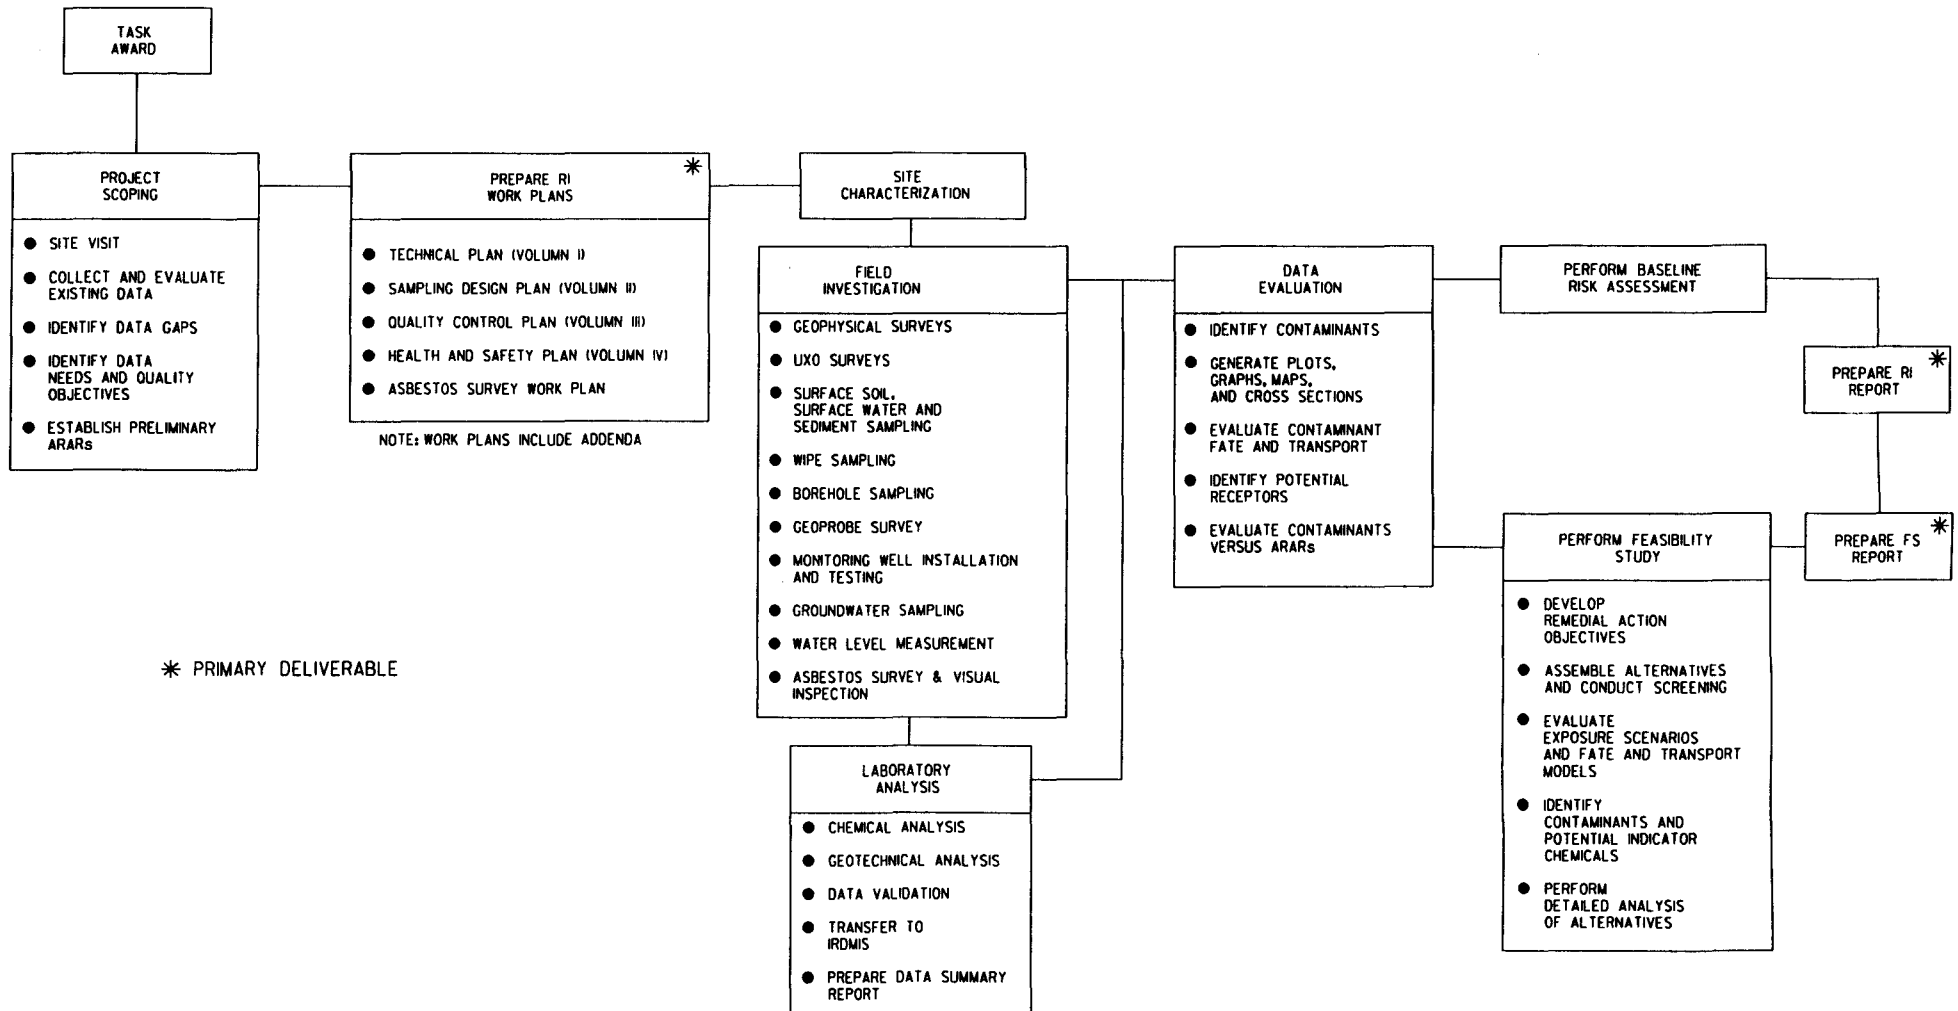 TASK
AWARD
PROJECT
SCOPING
● SITE VISIT
● COLLECT AND EVALUATE
EXISTING DATA
● IDENTIFY DATA GAPS
● IDENTIFY DATA
NEEDS AND QUALITY
OBJECTIVES
● ESTABLISH PRELIMINARY
ARARs
PREPARE RI
WORK PLANS
*
● TECHNICAL PLAN (VOLUMN I)
● SAMPLING DESIGN PLAN (VOLUMN II)
● QUALITY CONTROL PLAN (VOLUMN III)
● HEALTH AND SAFETY PLAN (VOLUMN IV)
● ASBESTOS SURVEY WORK PLAN
NOTE: WORK PLANS INCLUDE ADDENDA
SITE
CHARACTERIZATION
FIELD
INVESTIGATION
● GEOPHYSICAL SURVEYS
● UXO SURVEYS
● SURFACE SOIL,
SURFACE WATER AND
SEDIMENT SAMPLING
● WIPE SAMPLING
● BOREHOLE SAMPLING
● GEOPROBE SURVEY
● MONITORING WELL INSTALLATION
AND TESTING
● GROUNDWATER SAMPLING
● WATER LEVEL MEASUREMENT
● ASBESTOS SURVEY & VISUAL
INSPECTION
LABORATORY
ANALYSIS
● CHEMICAL ANALYSIS
● GEOTECHNICAL ANALYSIS
● DATA VALIDATION
● TRANSFER TO
IRDMIS
● PREPARE DATA SUMMARY
REPORT
DATA
EVALUATION
● IDENTIFY CONTAMINANTS
● GENERATE PLOTS,
GRAPHS, MAPS,
AND CROSS SECTIONS
● EVALUATE CONTAMINANT
FATE AND TRANSPORT
● IDENTIFY POTENTIAL
RECEPTORS
● EVALUATE CONTAMINANTS
VERSUS ARARs
PERFORM BASELINE
RISK ASSESSMENT
PREPARE RI
REPORT
*
PERFORM FEASIBILITY
STUDY
● DEVELOP
REMEDIAL ACTION
OBJECTIVES
● ASSEMBLE ALTERNATIVES
AND CONDUCT SCREENING
● EVALUATE
EXPOSURE SCENARIOS
AND FATE AND TRANSPORT
MODELS
● IDENTIFY
CONTAMINANTS AND
POTENTIAL INDICATOR
CHEMICALS
● PERFORM
DETAILED ANALYSIS
OF ALTERNATIVES
PREPARE FS
REPORT
*
* PRIMARY DELIVERABLE